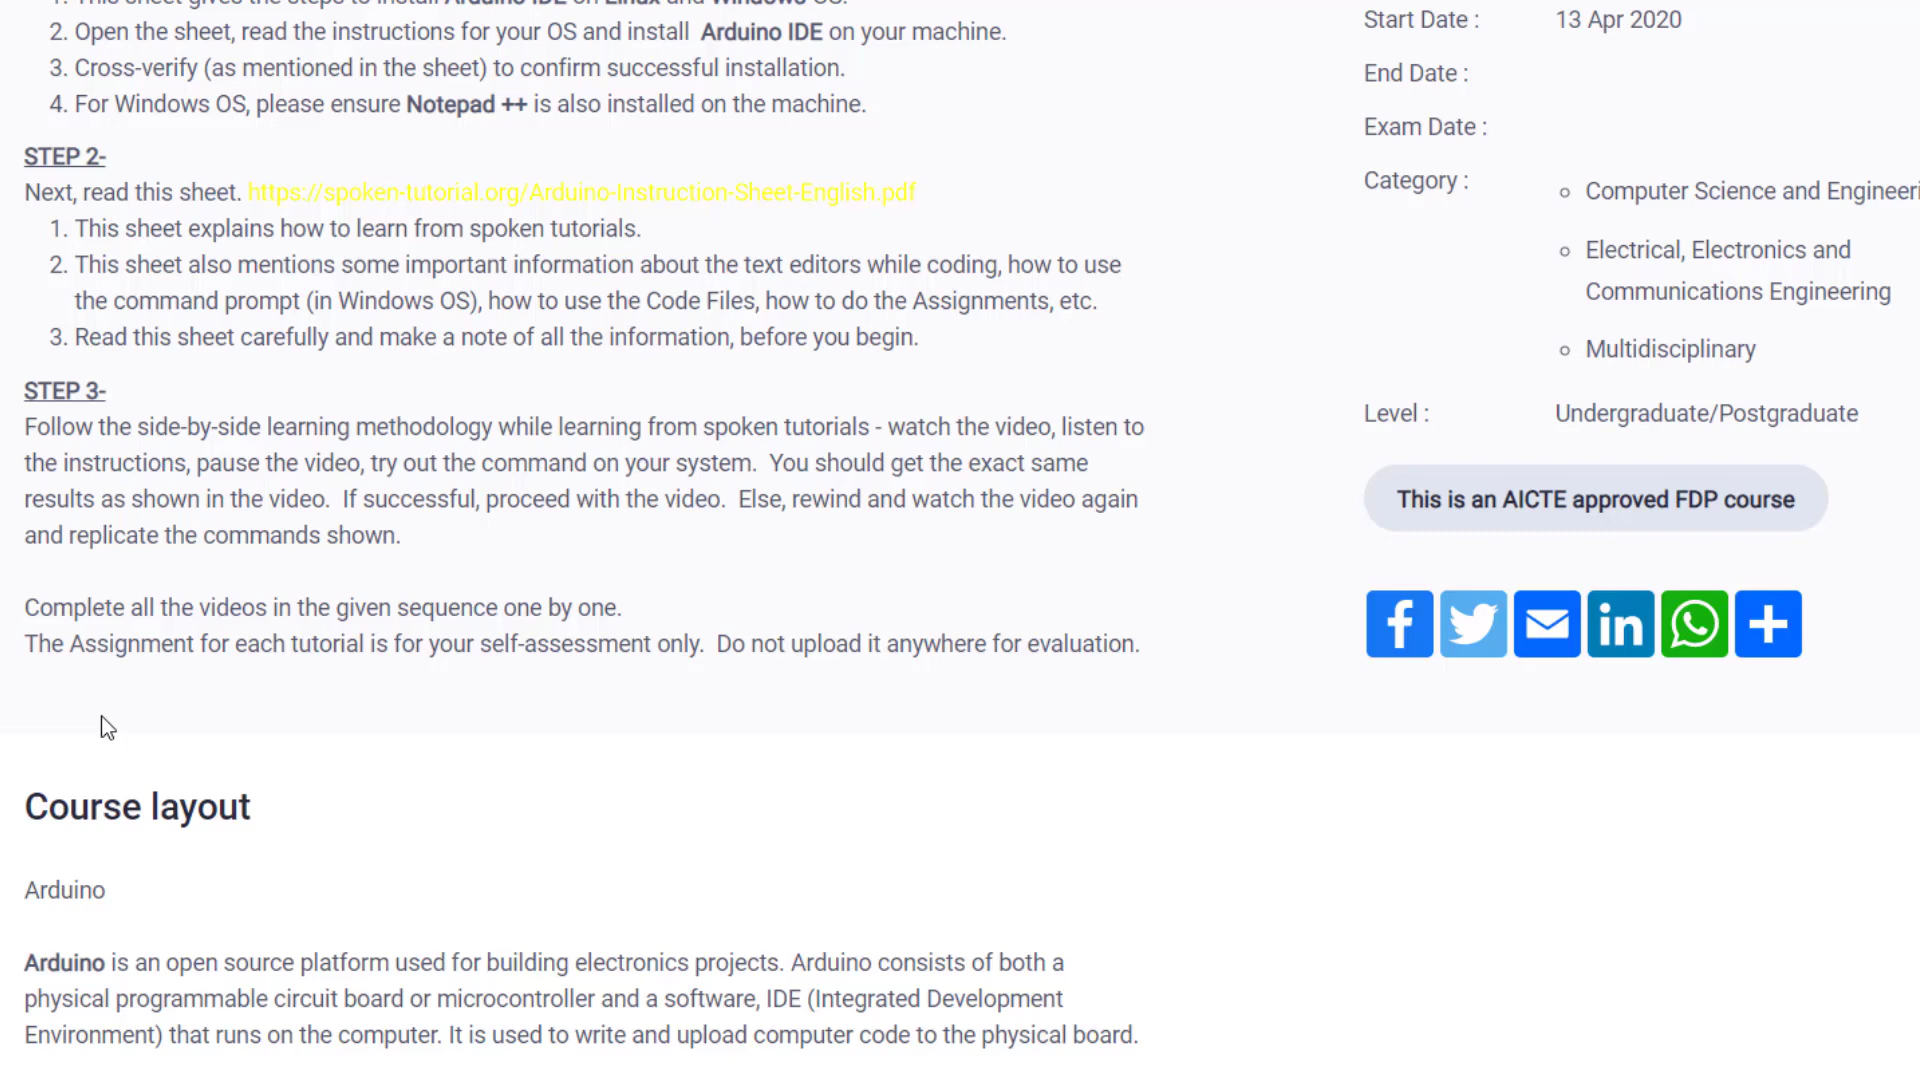 1. This sheet gives the steps to install Arduino IDE on Linux and Windows OS.
2. Open the sheet, read the instructions for your OS and install Arduino IDE on your machine.
3. Cross-verify (as mentioned in the sheet) to confirm successful installation.
4. For Windows OS, please ensure Notepad ++ is also installed on the machine.
STEP 2-
Next, read this sheet. https://spoken-tutorial.org/Arduino-Instruction-Sheet-English.pdf
1. This sheet explains how to learn from spoken tutorials.
2. This sheet also mentions some important information about the text editors while coding, how to use
the command prompt (in Windows OS), how to use the Code Files, how to do the Assignments, etc.
3. Read this sheet carefully and make a note of all the information, before you begin.
STEP 3-
Follow the side-by-side learning methodology while learning from spoken tutorials - watch the video, listen to
the instructions, pause the video, try out the command on your system. You should get the exact same
results as shown in the video. If successful, proceed with the video. Else, rewind and watch the video again
and replicate the commands shown.
Complete all the videos in the given sequence one by one.
The Assignment for each tutorial is for your self-assessment only. Do not upload it anywhere for evaluation.
Start Date : 13 Apr 2020
End Date :
Exam Date :
Category :
Computer Science and Engineeri
Electrical, Electronics and
Communications Engineering
Multidisciplinary
Level : Undergraduate/Postgraduate
This is an AICTE approved FDP course
Course layout
Arduino
Arduino is an open source platform used for building electronics projects. Arduino consists of both a
physical programmable circuit board or microcontroller and a software, IDE (Integrated Development
Environment) that runs on the computer. It is used to write and upload computer code to the physical board.